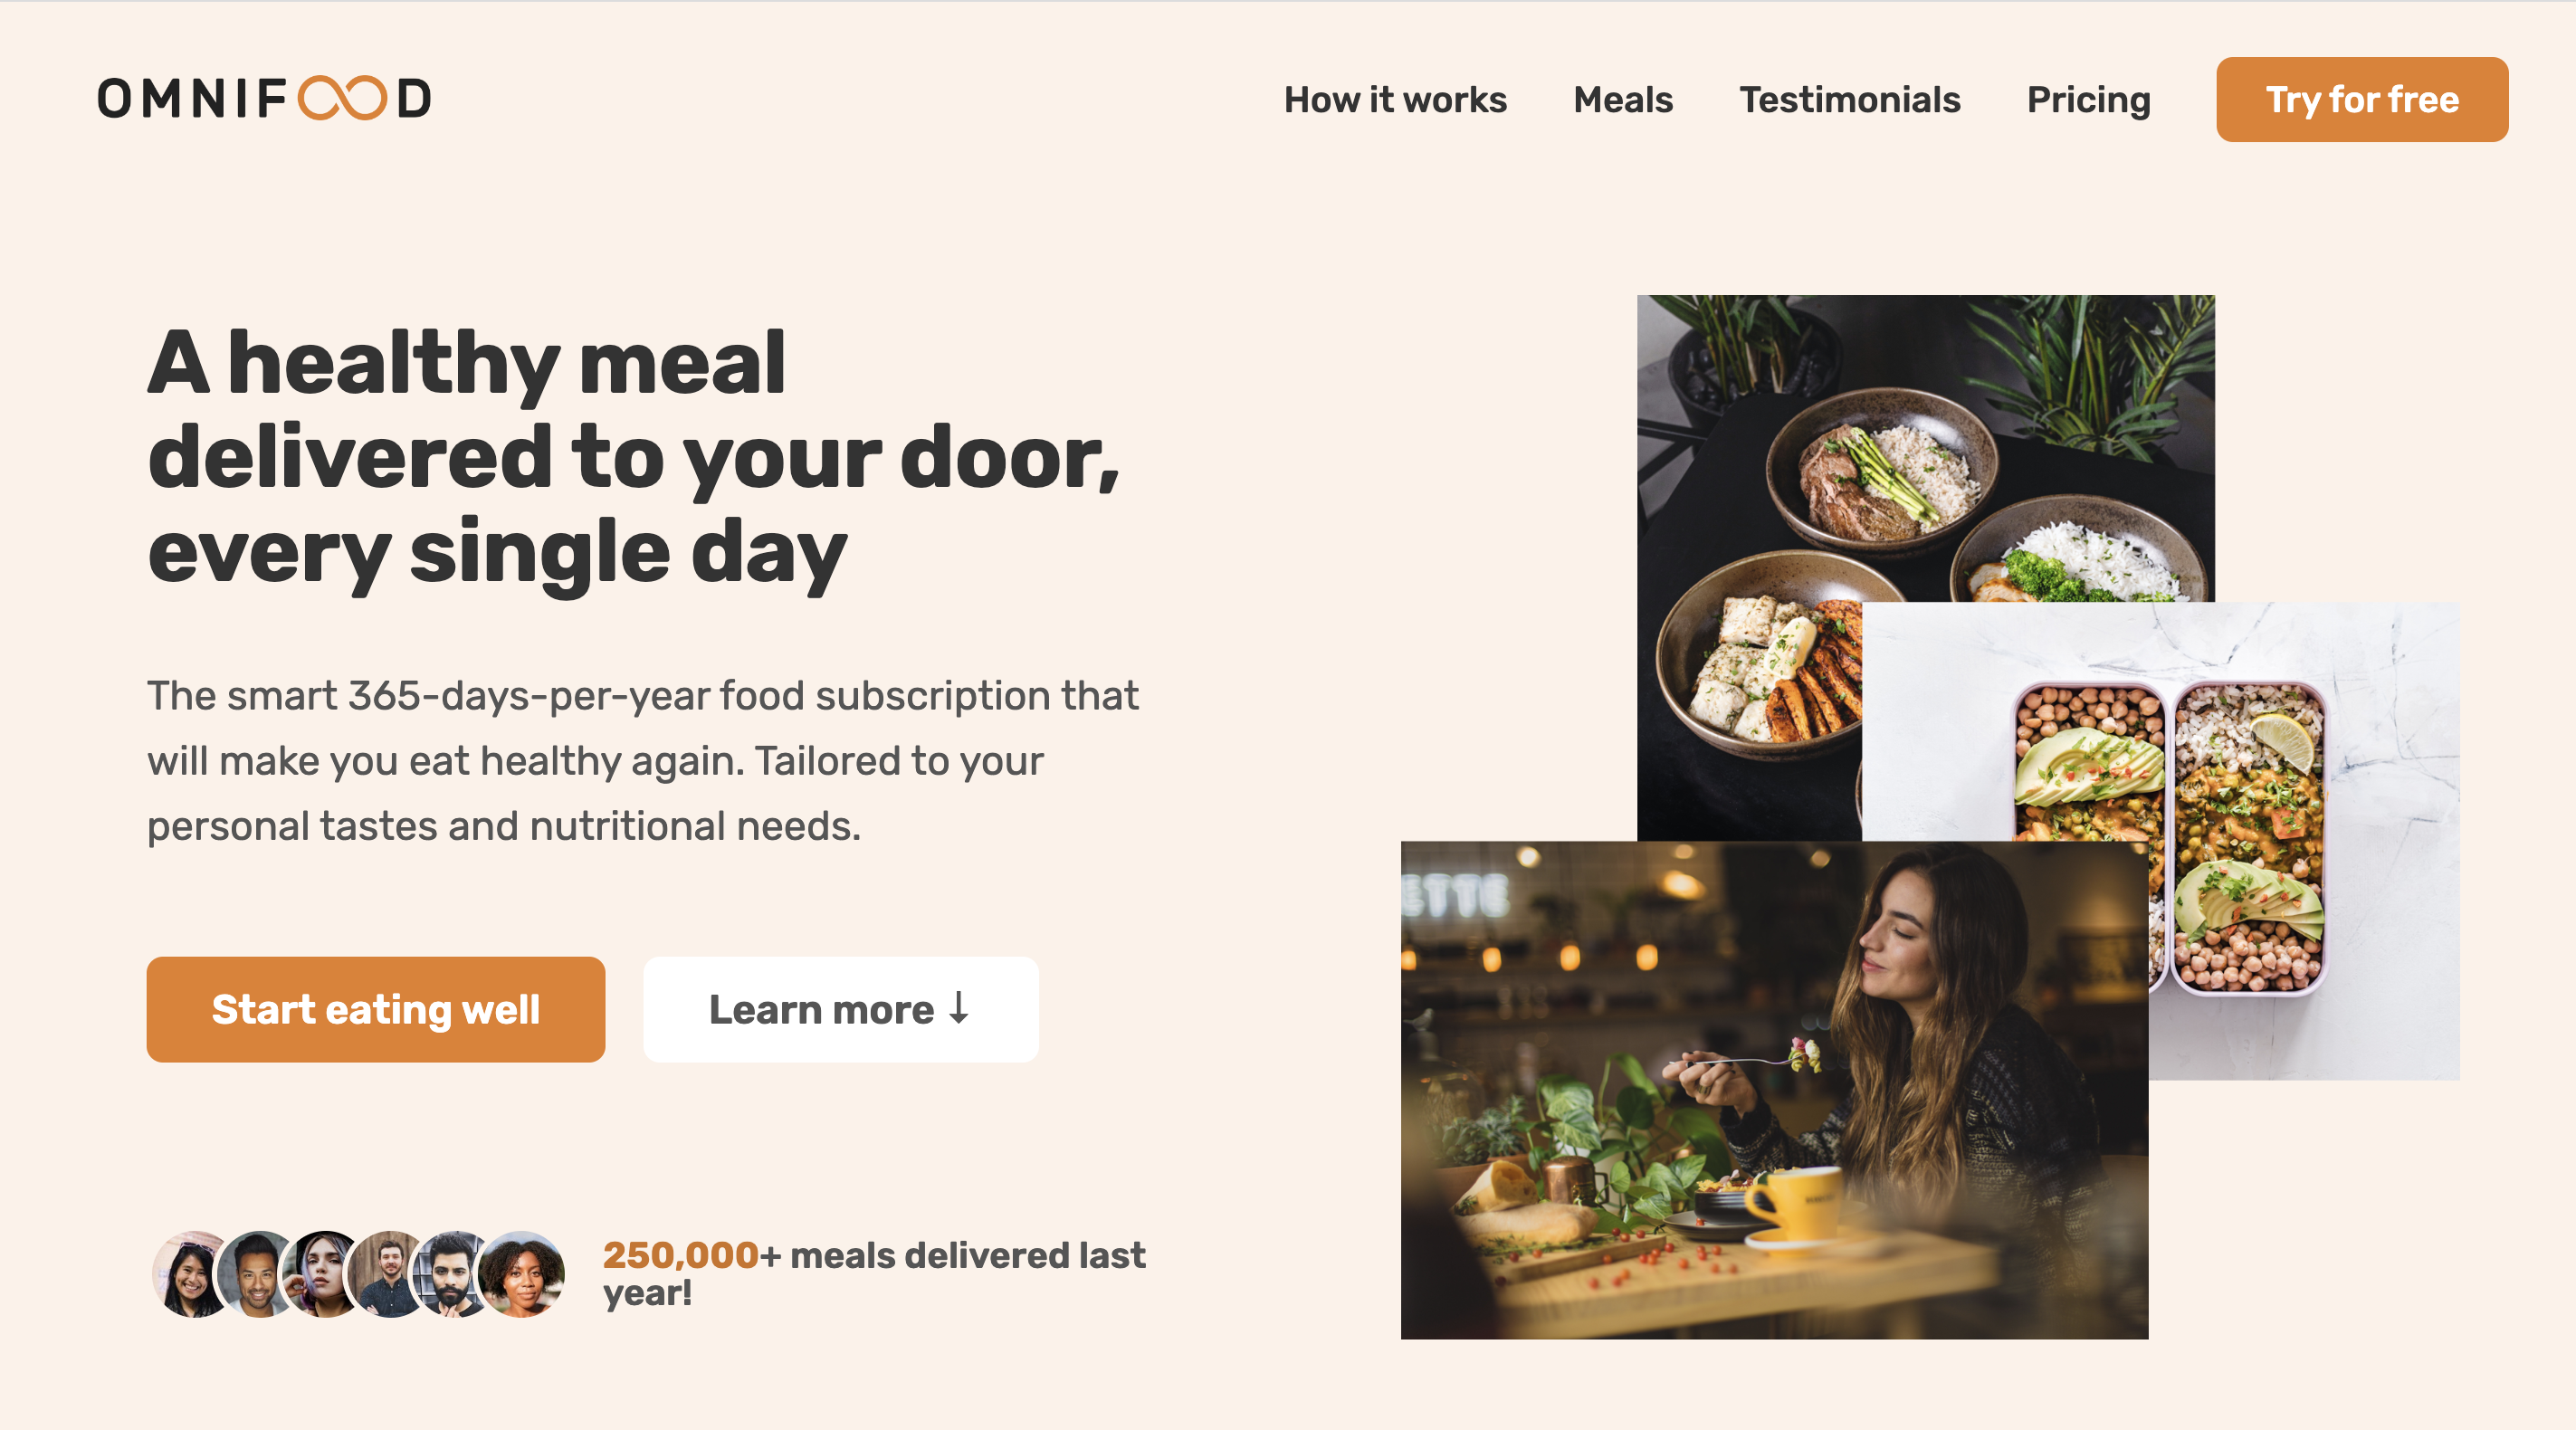 OMNIFOOD
How it works
Meals
Testimonials
Pricing
Try for free
A healthy meal
delivered to your door,
every single day
The smart 365-days-per-year food subscription that
will make you eat healthy again. Tailored to your
personal tastes and nutritional needs.
Start eating well
Learn more ↓
250,000+ meals delivered last
year!
ETTE